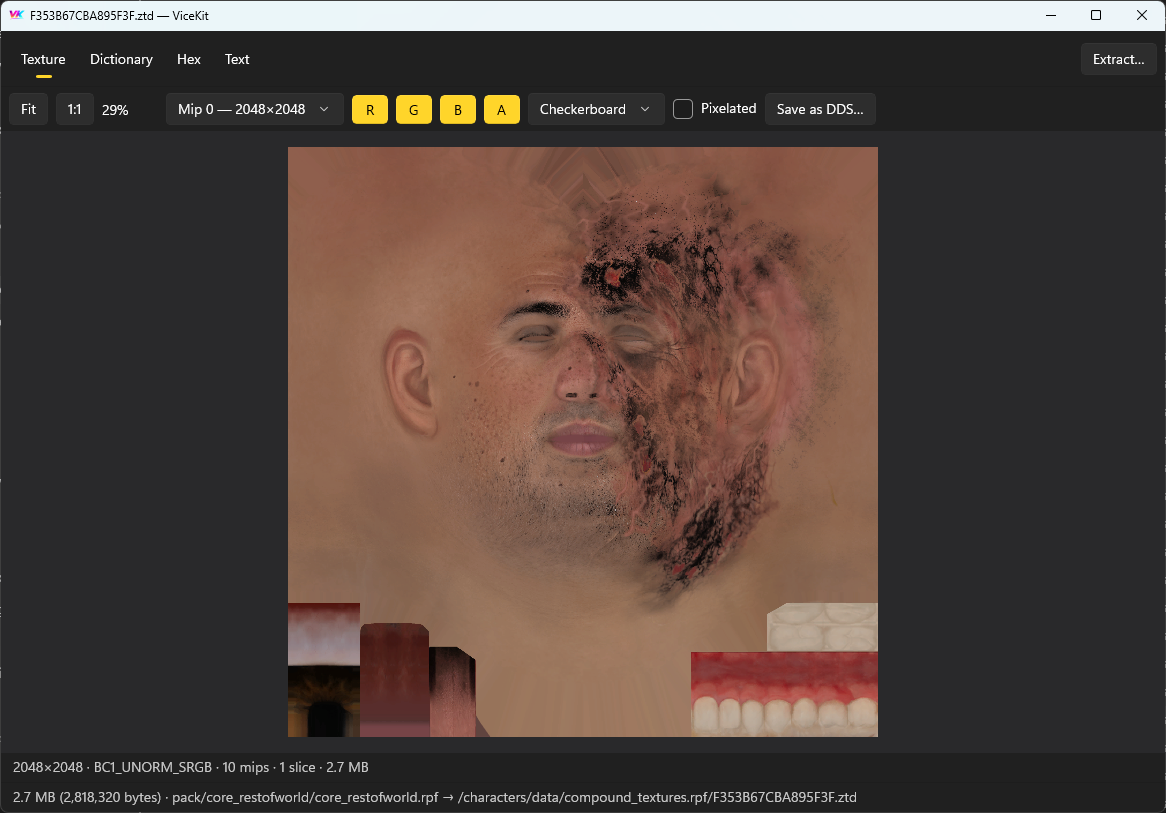 VK F353B67CBA895F3F.ztd — ViceKit
Texture Dictionary Hex Text Extract...
Fit 1:1 29% Mip 0 — 2048×2048 R G B A Checkerboard Pixelated Save as DDS...
2048×2048 · BC1_UNORM_SRGB · 10 mips · 1 slice · 2.7 MB
2.7 MB (2,818,320 bytes) · pack/core_restofworld/core_restofworld.rpf → /characters/data/compound_textures.rpf/F353B67CBA895F3F.ztd